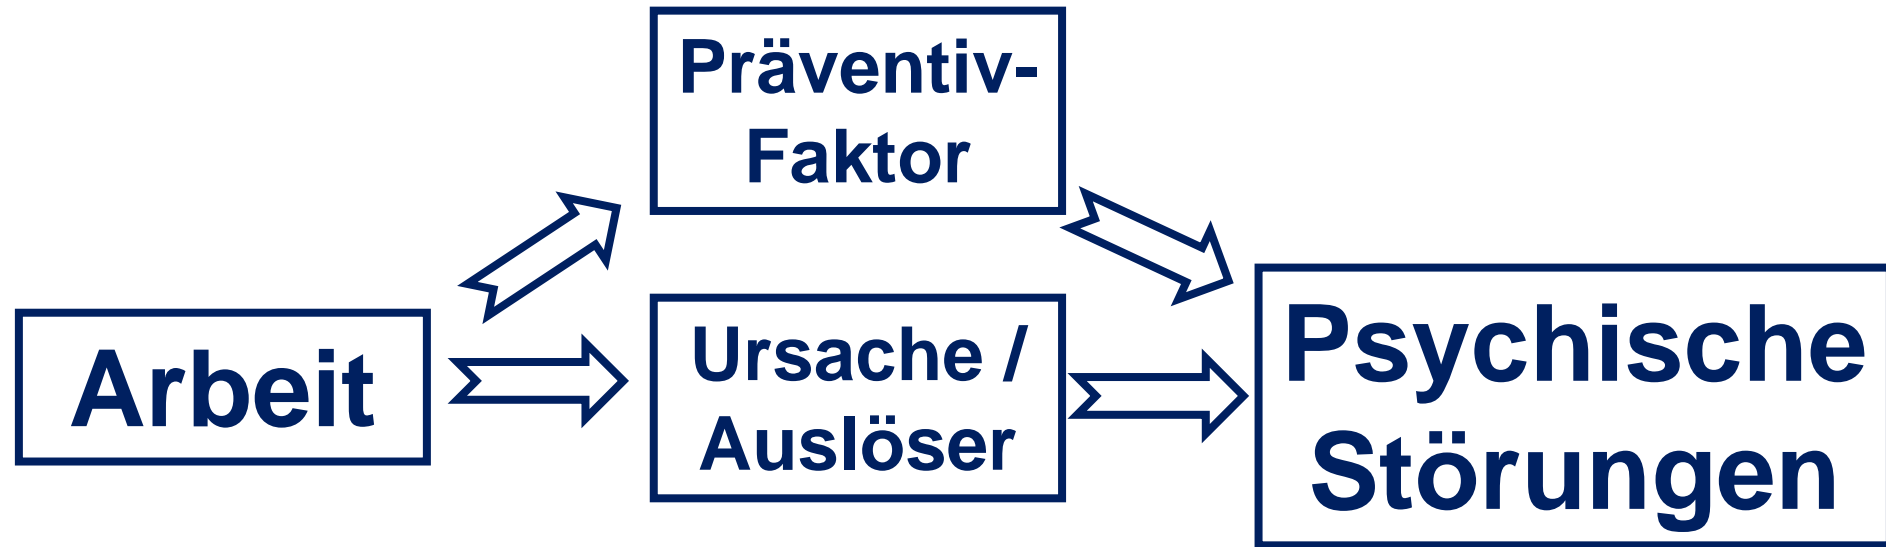 Präventiv-
Faktor
Arbeit
Ursache /
Auslöser
Psychische
Störungen